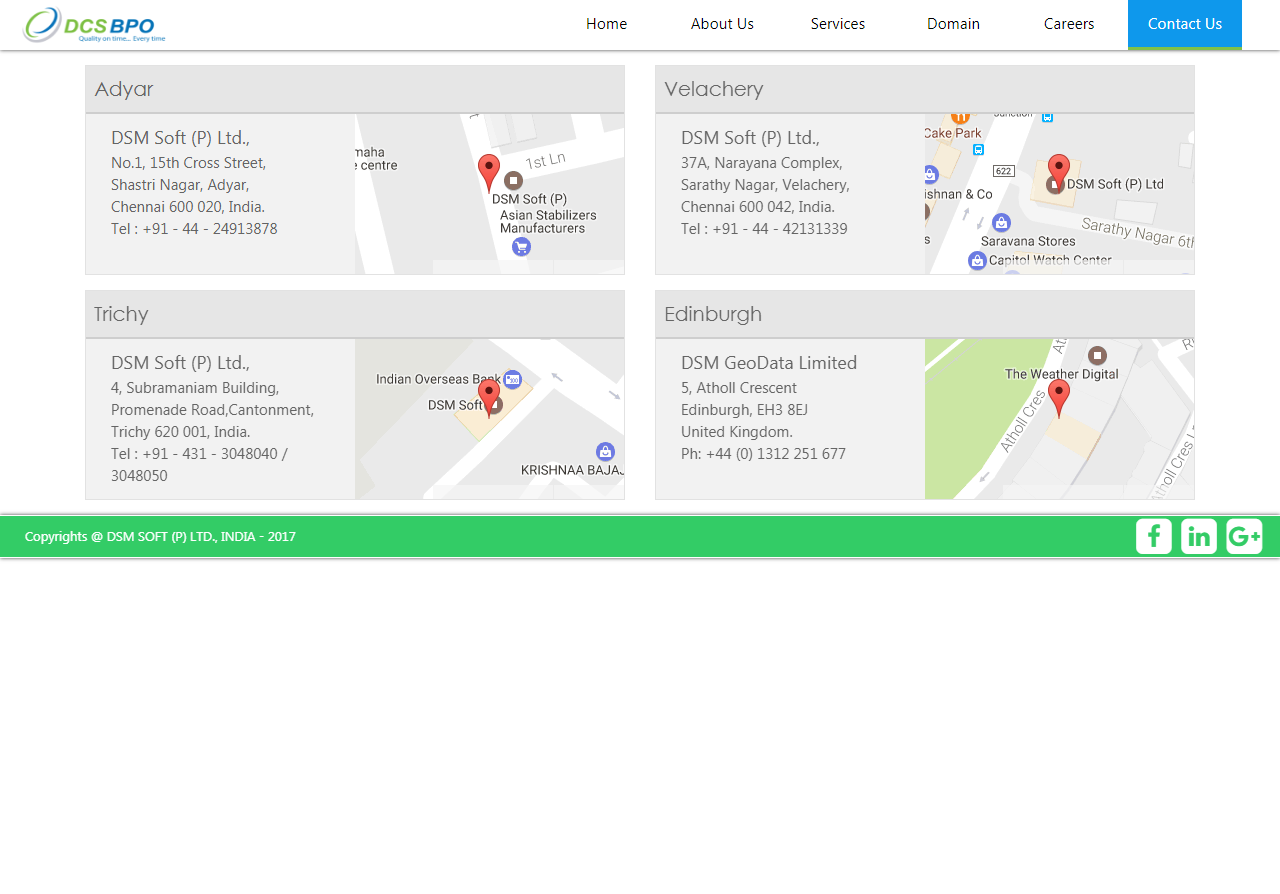 DCSBPO
Quality on time... Every time
Home
About Us
Services
Domain
Careers
Contact Us
Adyar
DSM Soft (P) Ltd.,
No.1, 15th Cross Street,
Shastri Nagar, Adyar,
Chennai 600 020, India.
Tel : +91 - 44 - 24913878
maha
e centre
1st Ln
DSM Soft (P)
Asian Stabilizers
Manufacturers
Velachery
DSM Soft (P) Ltd.,
37A, Narayana Complex,
Sarathy Nagar, Velachery,
Chennai 600 042, India.
Tel : +91 - 44 - 42131339
Junction
Cake Park
622
ishnan & Co
DSM Soft (P) Ltd
s
Saravana Stores
Sarathy Nagar 6th
Capitol Watch Center
Trichy
DSM Soft (P) Ltd.,
4, Subramaniam Building,
Promenade Road,Cantonment,
Trichy 620 001, India.
Tel : +91 - 431 - 3048040 /
3048050
Indian Overseas Bank
DSM Soft
KRISHNAA BAJAJ
Edinburgh
DSM GeoData Limited
5, Atholl Crescent
Edinburgh, EH3 8EJ
United Kingdom.
Ph: +44 (0) 1312 251 677
At
R
The Weather Digital
Atholl Cres
Atholl Cres L
Copyrights @ DSM SOFT (P) LTD., INDIA - 2017
f
in
G+